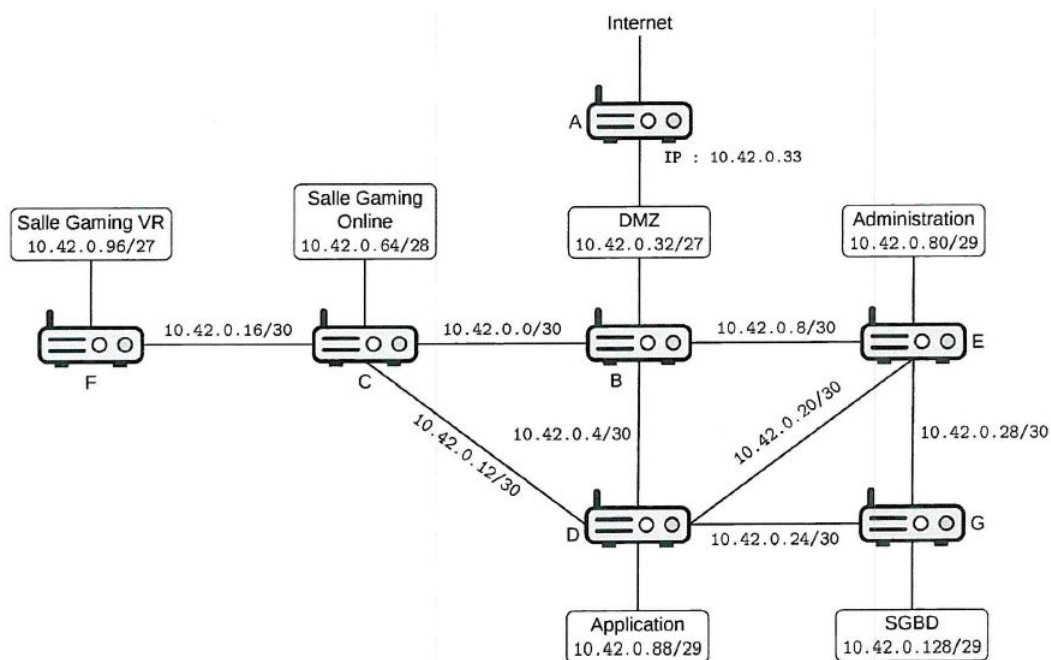 Internet
A
IP : 10.42.0.33
Salle Gaming VR
10.42.0.96/27
Salle Gaming
Online
10.42.0.64/28
DMZ
10.42.0.32/27
Administration
10.42.0.80/29
10.42.0.16/30
10.42.0.0/30
10.42.0.8/30
F
C
B
E
10.42.0.12/30
10.42.0.4/30
10.42.0.20/30
10.42.0.28/30
D
10.42.0.24/30
G
Application
10.42.0.88/29
SGBD
10.42.0.128/29